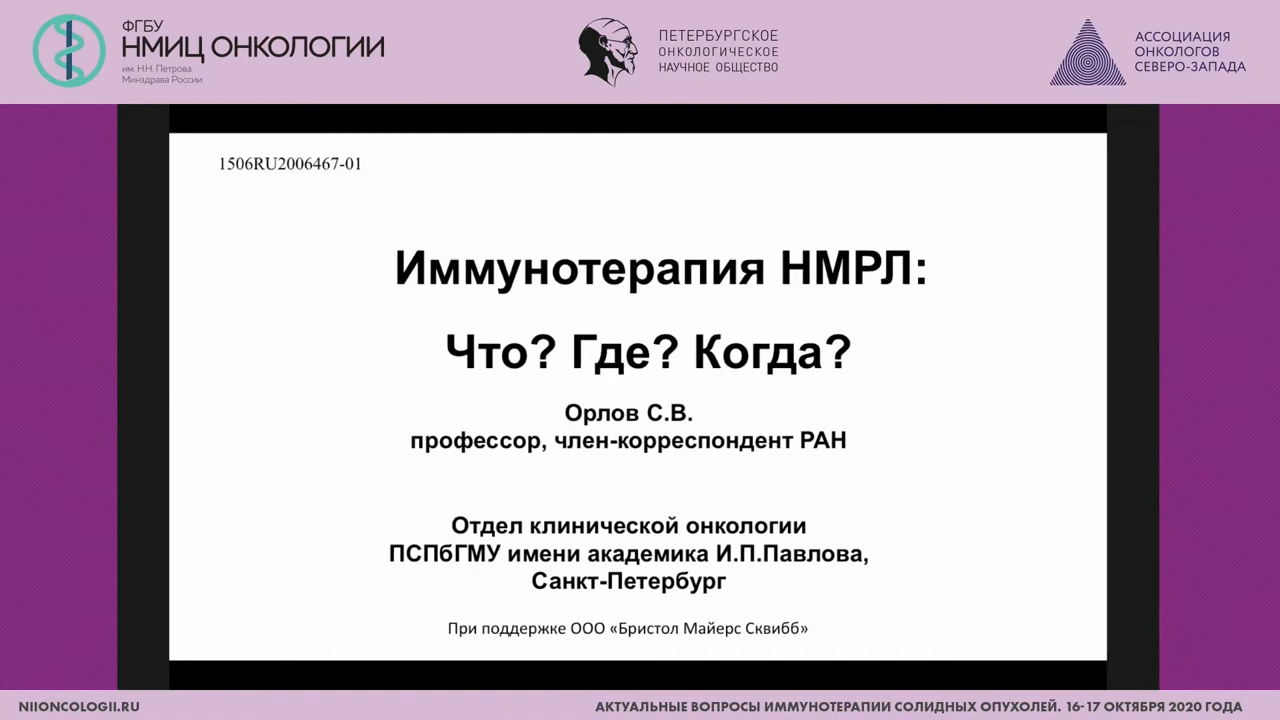 ФГБУ
НМИЦ ОНКОЛОГИИ
им. Н.Н. Петрова
Минздрава России
ПЕТЕРБУРГСКОЕ
ОНКОЛОГИЧЕСКОЕ
НАУЧНОЕ ОБЩЕСТВО
АССОЦИАЦИЯ
ОНКОЛОГОВ
СЕВЕРО-ЗАПАДА
1506RU2006467-01
Иммунотерапия НМРЛ:
Что? Где? Когда?
Орлов С.В.
профессор, член-корреспондент РАН
Отдел клинической онкологии
ПСПбГМУ имени академика И.П.Павлова,
Санкт-Петербург
При поддержке ООО «Бристол Майерс Сквибб»
NIIONCOLOGII.RU
АКТУАЛЬНЫЕ ВОПРОСЫ ИММУНОТЕРАПИИ СОЛИДНЫХ ОПУХОЛЕЙ. 16-17 ОКТЯБРЯ 2020 ГОДА